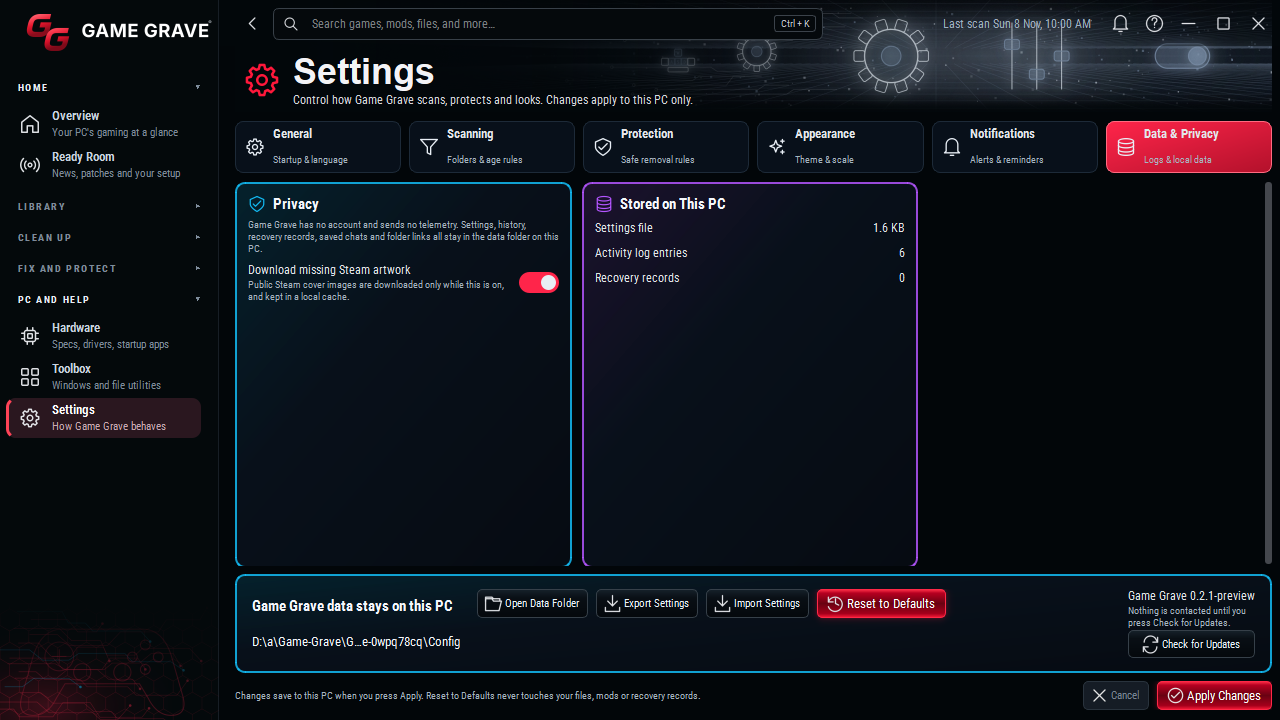 GAME GRAVE
HOME
Overview
Your PC's gaming at a glance
Ready Room
News, patches and your setup
LIBRARY
CLEAN UP
FIX AND PROTECT
PC AND HELP
Hardware
Specs, drivers, startup apps
Toolbox
Windows and file utilities
Settings
How Game Grave behaves
Search games, mods, files, and more...
Ctrl + K
Last scan Sun 8 Nov, 10:00 AM
Settings
Control how Game Grave scans, protects and looks. Changes apply to this PC only.
General
Startup & language
Scanning
Folders & age rules
Protection
Safe removal rules
Appearance
Theme & scale
Notifications
Alerts & reminders
Data & Privacy
Logs & local data
Privacy
Game Grave has no account and sends no telemetry. Settings, history,
recovery records, saved chats and folder links all stay in the data folder on this
PC.
Download missing Steam artwork
Public Steam cover images are downloaded only while this is on,
and kept in a local cache.
Stored on This PC
Settings file 1.6 KB
Activity log entries 6
Recovery records 0
Game Grave data stays on this PC
Open Data Folder
Export Settings
Import Settings
Reset to Defaults
D:\a\Game-Grave\G...e-0wpq78cq\Config
Game Grave 0.2.1-preview
Nothing is contacted until you
press Check for Updates.
Check for Updates
Changes save to this PC when you press Apply. Reset to Defaults never touches your files, mods or recovery records.
Cancel
Apply Changes